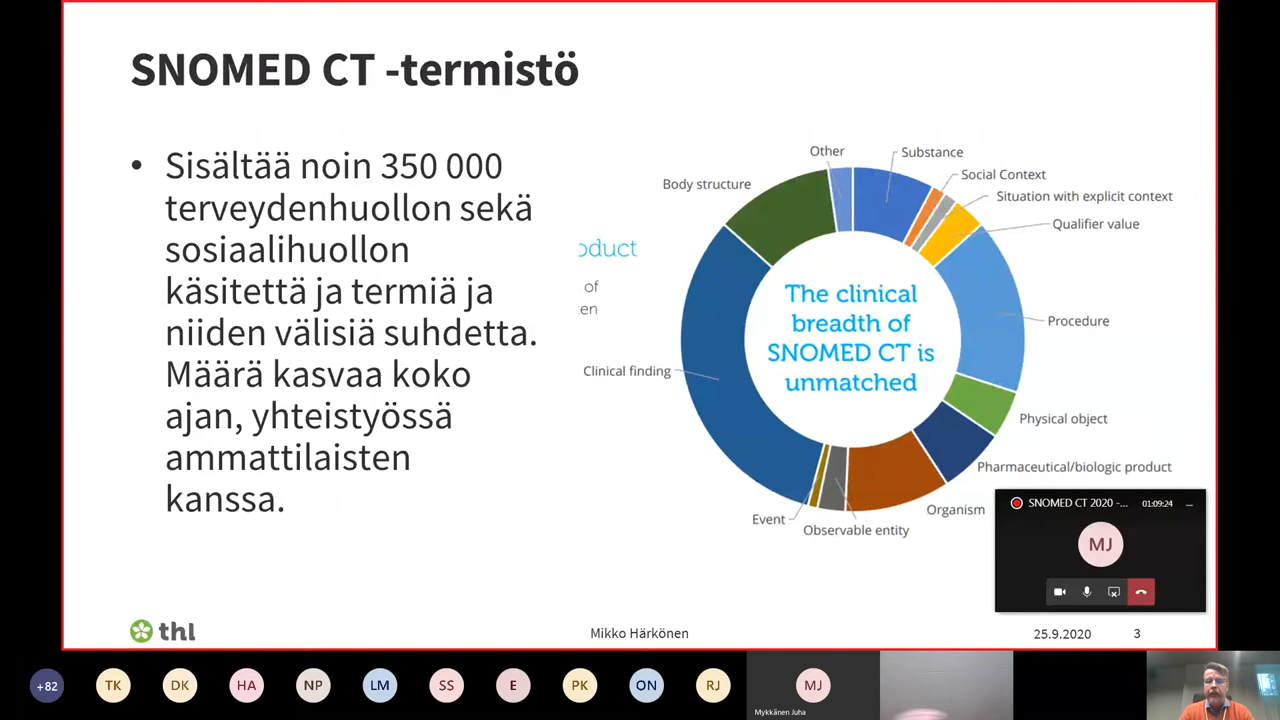 SNOMED CT -termistö
• Sisältää noin 350 000
terveydenhuollon sekä
sosiaalihuollon
käsitettä ja termiä ja
niiden välisiä suhdetta.
Määrä kasvaa koko
ajan, yhteistyössä
ammattilaisten
kanssa.
oduct
of
en
Other
Substance
Body structure
Social Context
Situation with explicit context
Qualifier value
The clinical
breadth of
SNOMED CT is
unmatched
Procedure
Clinical finding
Physical object
Pharmaceutical/biologic product
Organism
Event
Observable entity
SNOMED CT 2020 -...
01:09:24
MJ
thl
Mikko Härkönen
25.9.2020
3
+82
TK
DK
HA
NP
LM
SS
E
PK
ON
RJ
MJ
Mykkänen Juha